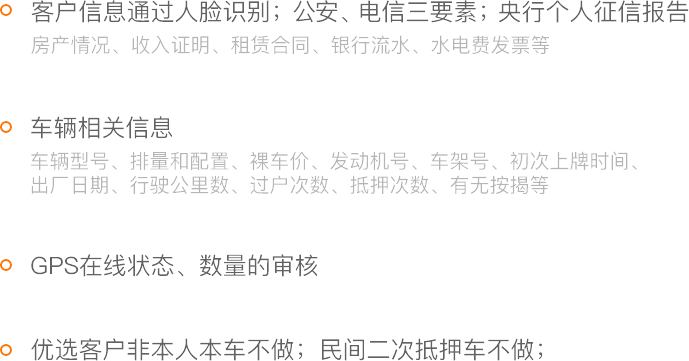 客户信息通过人脸识别；公安、电信三要素；央行个人征信报告
房产情况、收入证明、租赁合同、银行流水、水电费发票等
车辆相关信息
车辆型号、排量和配置、裸车价、发动机号、车架号、初次上牌时间、
出厂日期、行驶公里数、过户次数、抵押次数、有无按揭等
GPS在线状态、数量的审核
优选客户非本人本车不做；民间二次抵押车不做；